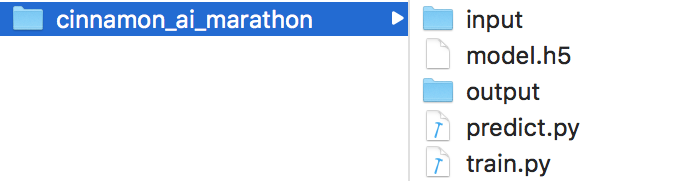 cinnamon_ai_marathon
input
model.h5
output
predict.py
train.py